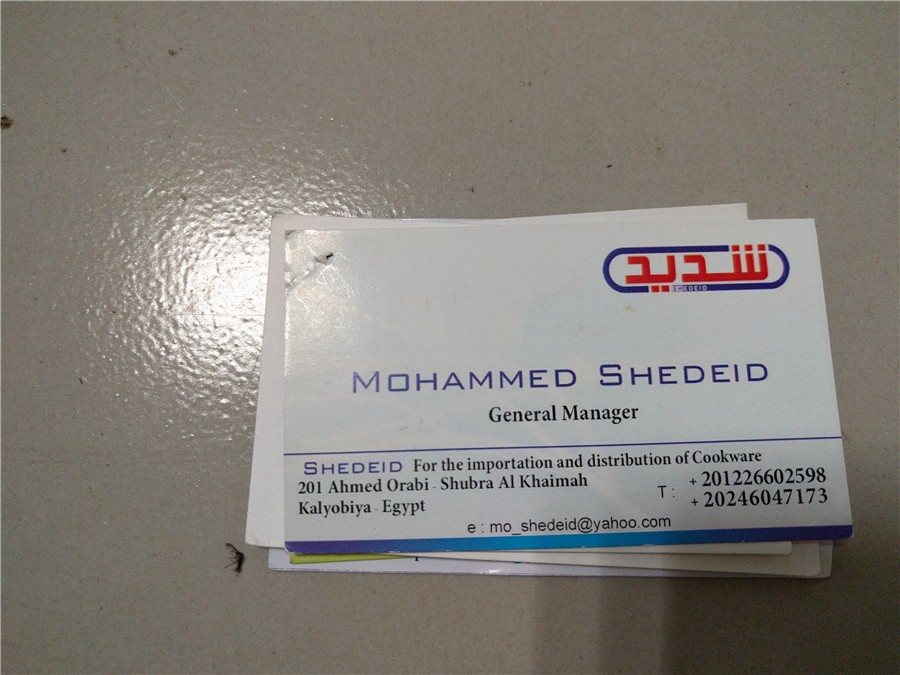 شديد
SHEDEID
MOHAMMED SHEDEID
General Manager
SHEDEID For the importation and distribution of Cookware
201 Ahmed Orabi - Shubra Al Khaimah
Kalyobiya - Egypt
T : + 201226602598
+ 20246047173
e : mo_shedeid@yahoo.com